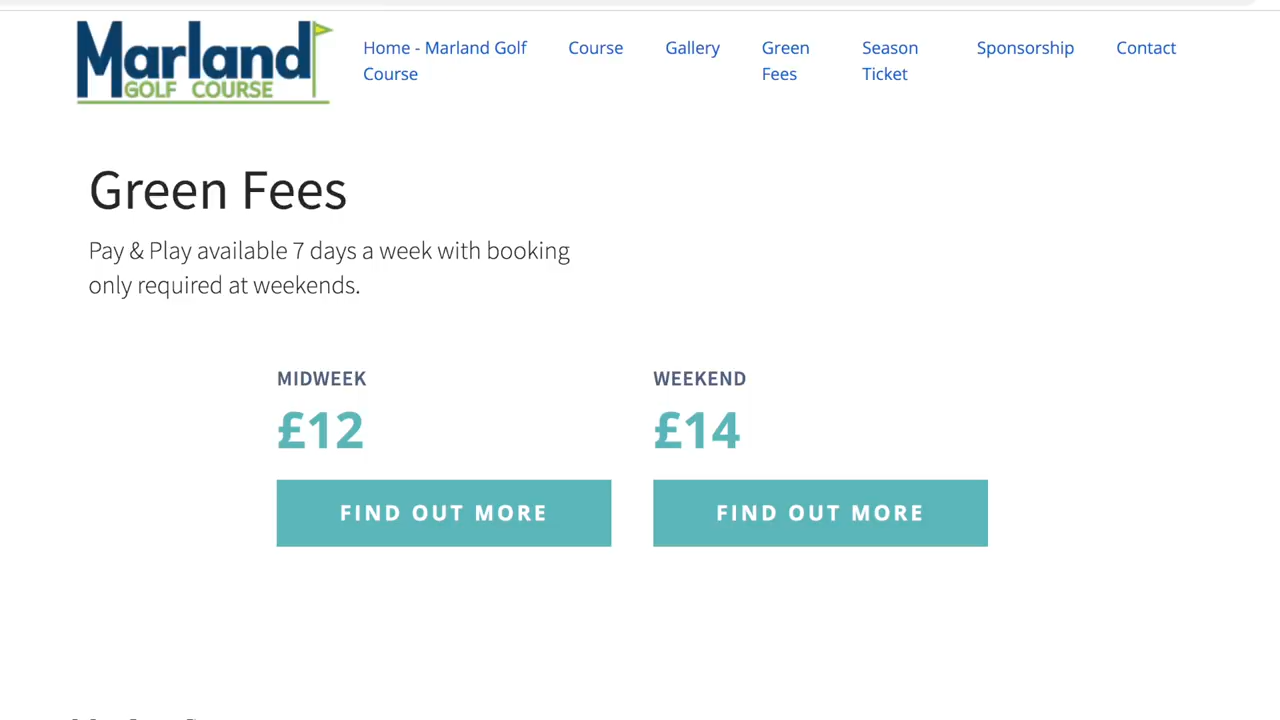 Marland
GOLF COURSE
Home - Marland Golf
Course
Course
Gallery
Green
Fees
Season
Ticket
Sponsorship
Contact
Green Fees
Pay & Play available 7 days a week with booking
only required at weekends.
MIDWEEK
£12
FIND OUT MORE
WEEKEND
£14
FIND OUT MORE